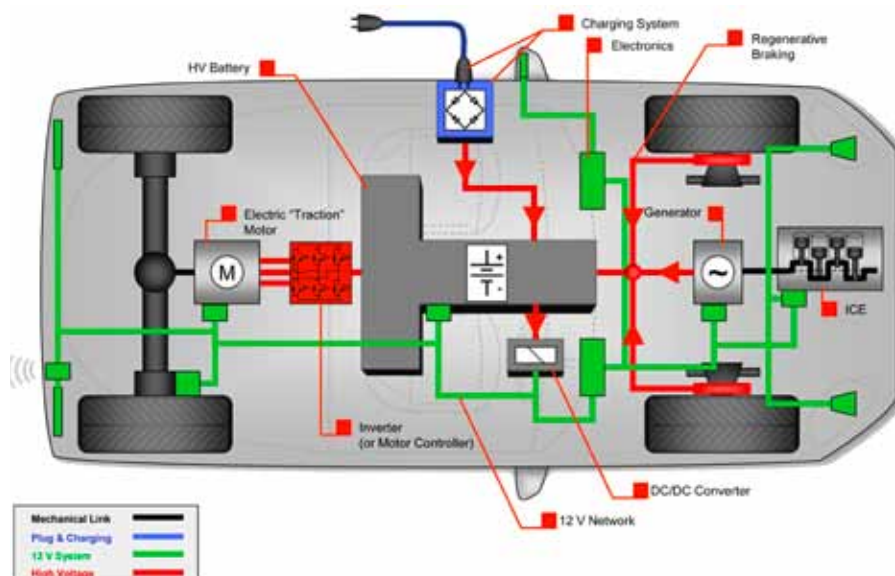 Charging System
Electronics
Regenerative
Braking
HV Battery
Electric "Traction"
Motor
Generator
M
+
-
~
ICE
Inverter
(or Motor Controller)
DC/DC Converter
12 V Network
Mechanical Link
Plug & Charging
12 V System
High Voltage